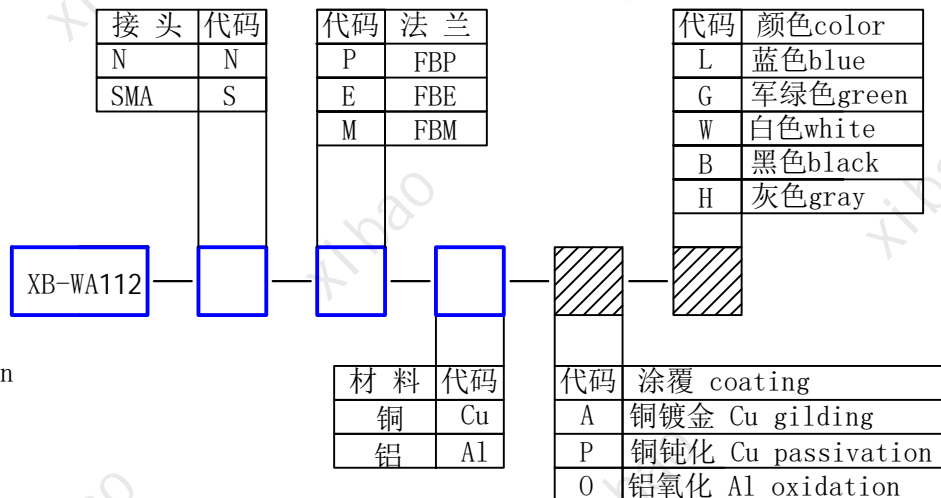 接 头 代码
N N
SMA S
代码 法 兰
P FBP
E FBE
M FBM
代码 颜色color
L 蓝色blue
G 军绿色green
W 白色white
B 黑色black
H 灰色gray
XB-WA112 — — — — —
n
材 料 代码
铜 Cu
铝 Al
代码 涂覆 coating
A 铜镀金 Cu gilding
P 铜钝化 Cu passivation
O 铝氧化 Al oxidation
xibao
xibao